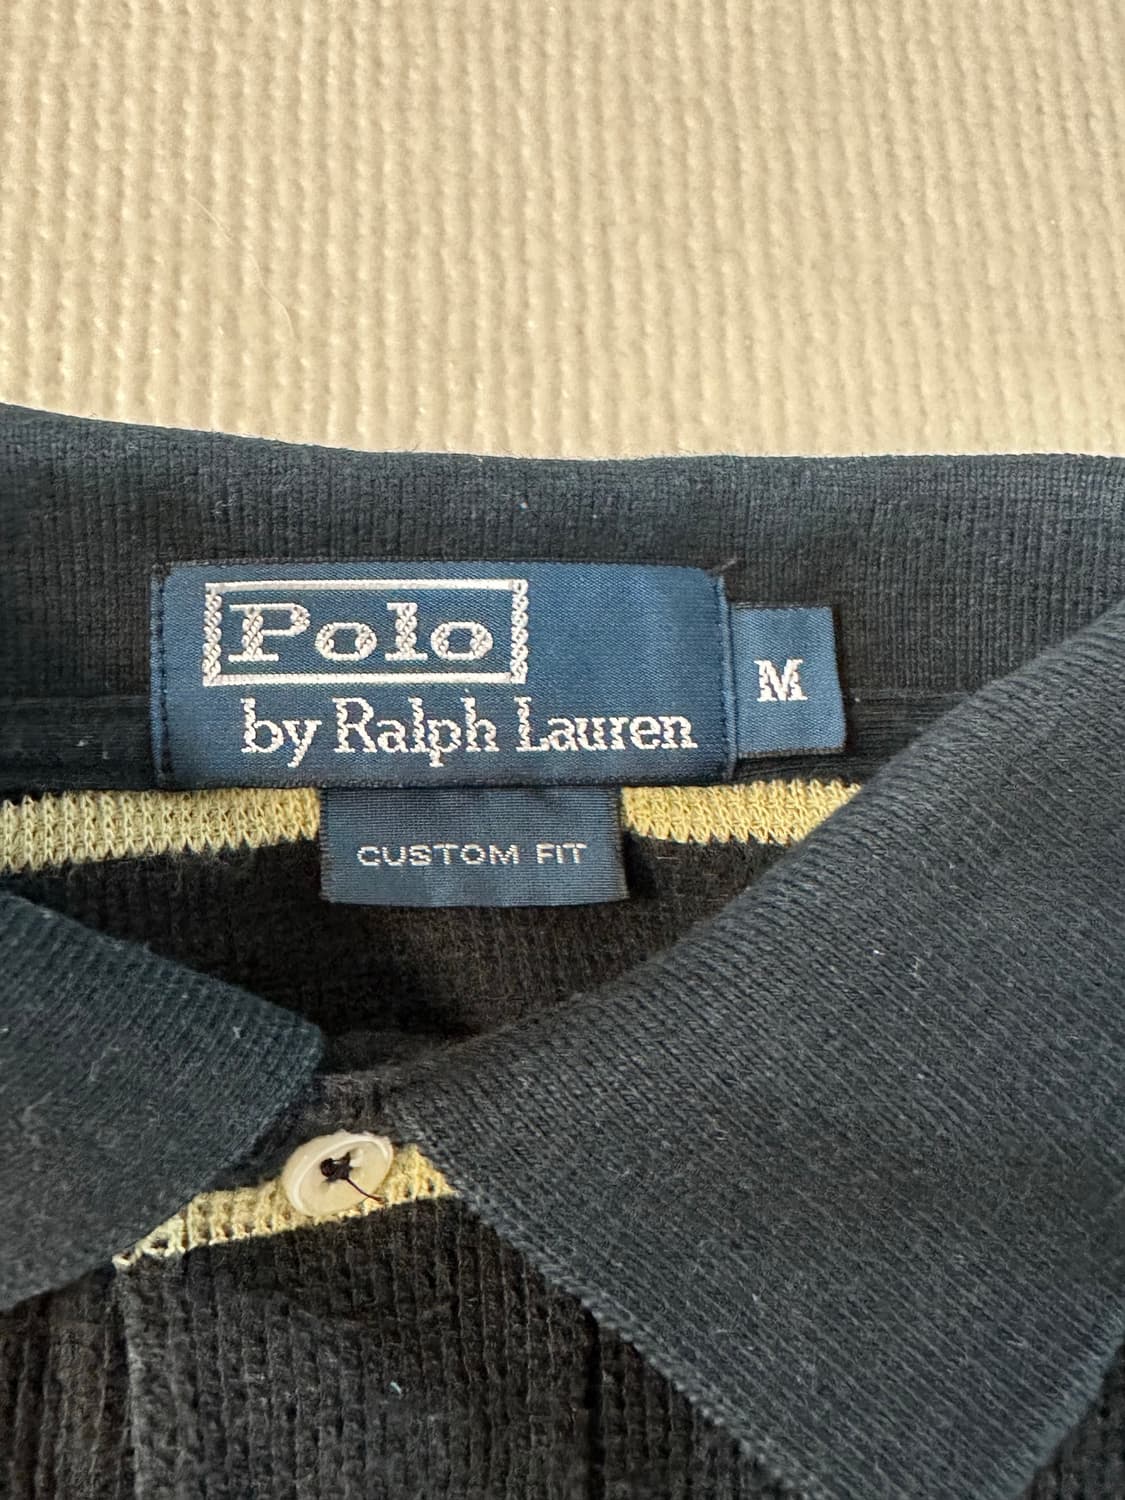 Polo
by Ralph Lauren
M
CUSTOM FIT